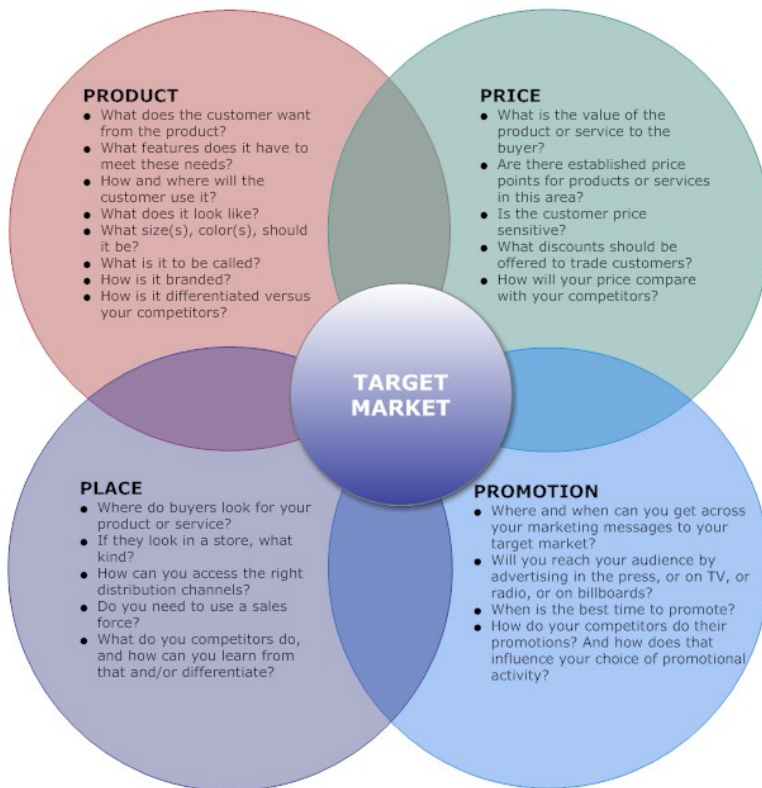 PRODUCT
● What does the customer want
from the product?
● What features does it have to
meet these needs?
● How and where will the
customer use it?
● What does it look like?
● What size(s), color(s), should
it be?
● What is it to be called?
● How is it branded?
● How is it differentiated versus
your competitors?
PRICE
● What is the value of the
product or service to the
buyer?
● Are there established price
points for products or services
in this area?
● Is the customer price
sensitive?
● What discounts should be
offered to trade customers?
● How will your price compare
with your competitors?
TARGET
MARKET
PLACE
● Where do buyers look for your
product or service?
● If they look in a store, what
kind?
● How can you access the right
distribution channels?
● Do you need to use a sales
force?
● What do you competitors do,
and how can you learn from
that and/or differentiate?
PROMOTION
● Where and when can you get across
your marketing messages to your
target market?
● Will you reach your audience by
advertising in the press, or on TV, or
radio, or on billboards?
● When is the best time to promote?
● How do your competitors do their
promotions? And how does that
influence your choice of promotional
activity?